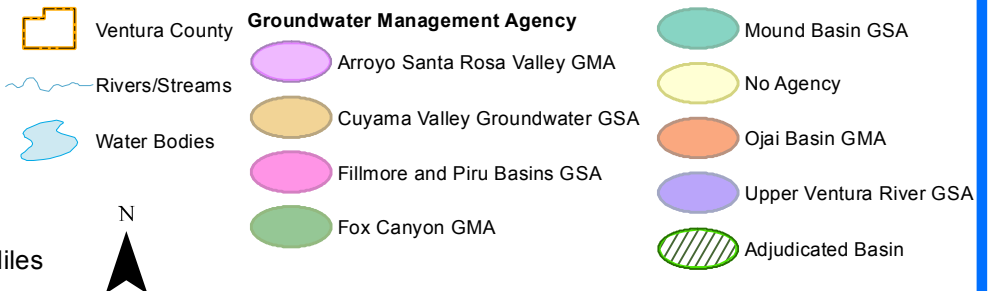 Ventura County
Rivers/Streams
Water Bodies
N
Groundwater Management Agency
Arroyo Santa Rosa Valley GMA
Cuyama Valley Groundwater GSA
Fillmore and Piru Basins GSA
Fox Canyon GMA
Mound Basin GSA
No Agency
Ojai Basin GMA
Upper Ventura River GSA
Adjudicated Basin